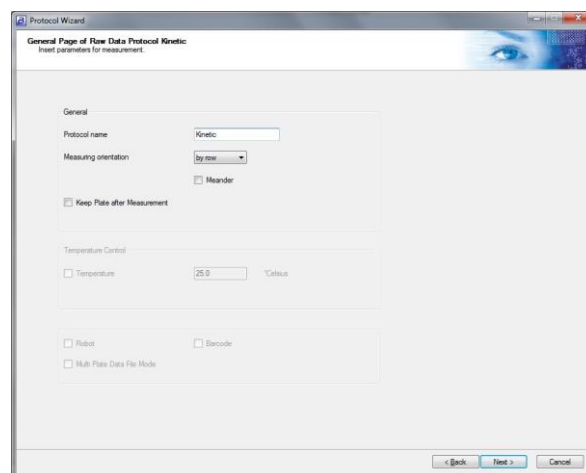 Protocol Wizard
General Page of Raw Data Protocol Kinetic
Insert parameters for measurement.
General
Protocol name Kinetic
Measuring orientation by row
Meander
Keep Plate after Measurement
Temperature Control
Temperature 25.0 °Celsius
Robot Barcode
Multi Plate Data File Mode
< Back Next > Cancel